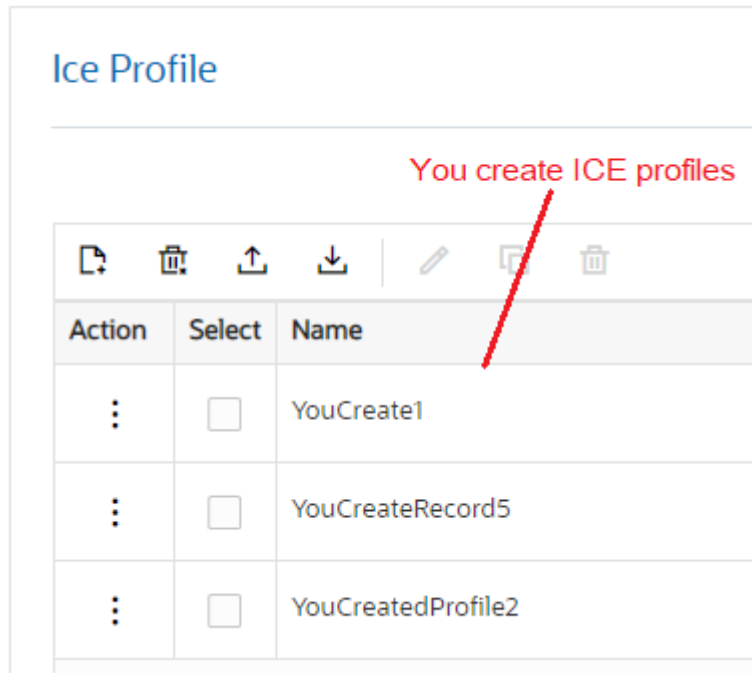 Ice Profile
You create ICE profiles
Action Select Name
YouCreate1
YouCreateRecord5
YouCreatedProfile2